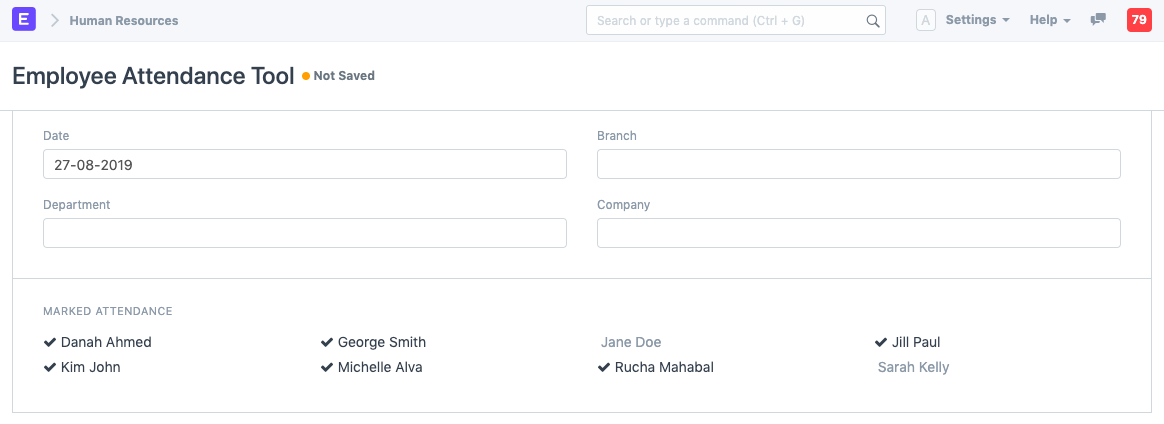 E Human Resources Search or type a command (Ctrl + G) A Settings Help 79
Employee Attendance Tool Not Saved
Date Branch
27-08-2019
Department Company
MARKED ATTENDANCE
Danah Ahmed George Smith Jane Doe Jill Paul
Kim John Michelle Alva Rucha Mahabal Sarah Kelly